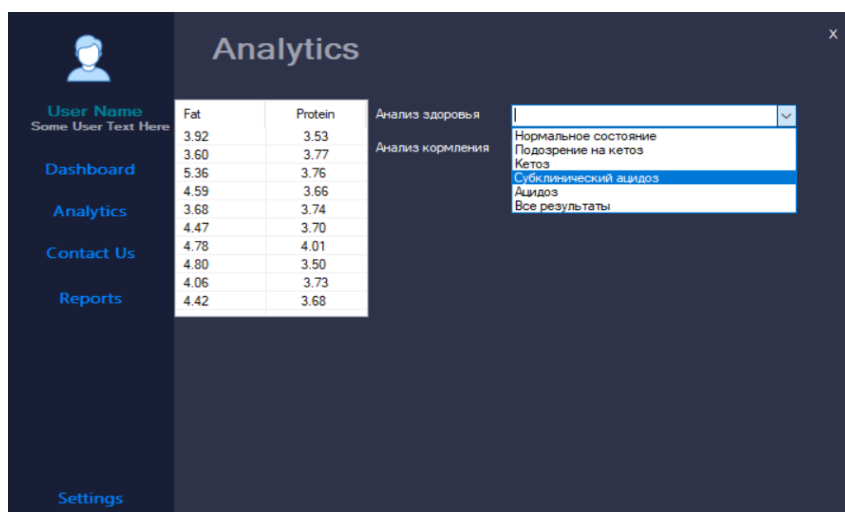 Analytics
X
User Name
Some User Text Here
Dashboard
Analytics
Contact Us
Reports
Settings
Fat Protein
3.92 3.53
3.60 3.77
5.36 3.76
4.59 3.66
3.68 3.74
4.47 3.70
4.78 4.01
4.80 3.50
4.06 3.73
4.42 3.68
Анализ здоровья
Анализ кормления
Нормальное состояние
Подозрение на кетоз
Кетоз
Субклинический ацидоз
Ацидоз
Все результаты